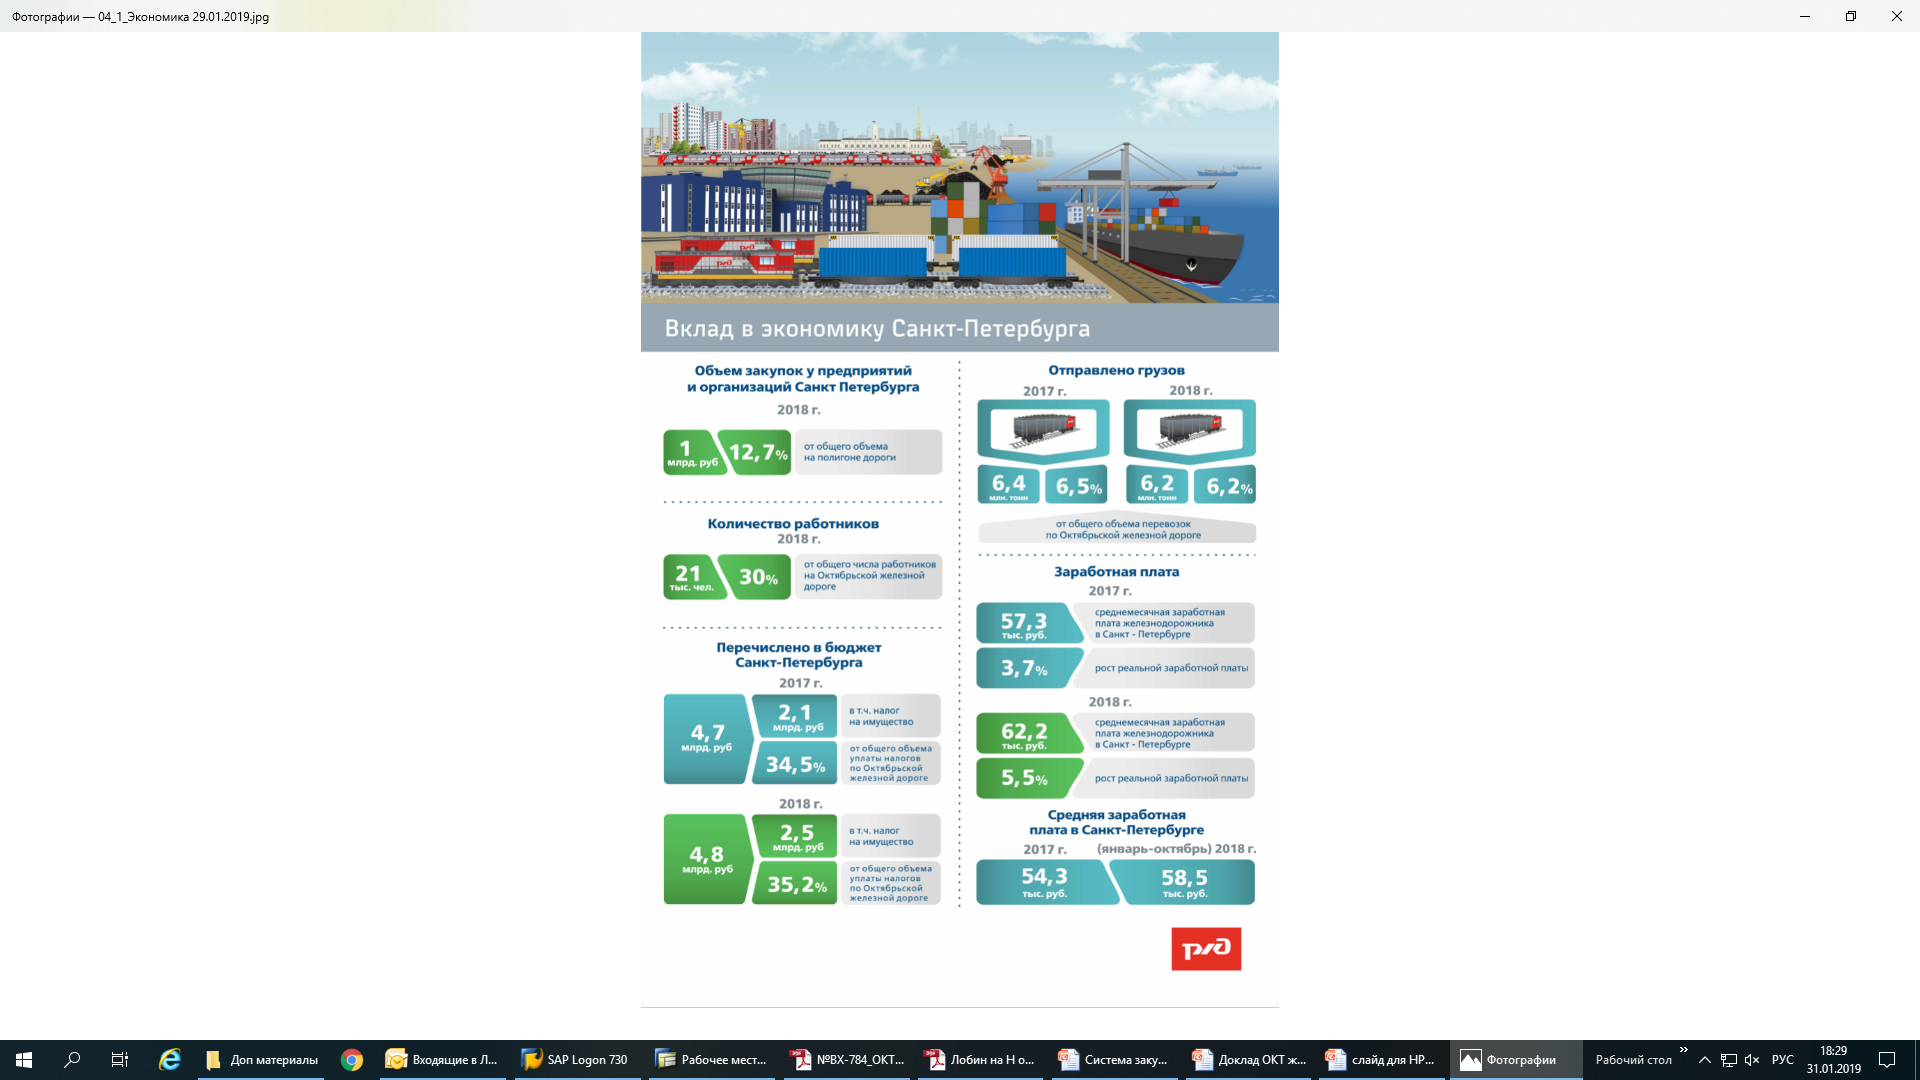 Фотографии — 04_1_Экономика 29.01.2019.jpg
Вклад в экономику Санкт-Петербурга
Объем закупок у предприятий
и организаций Санкт Петербурга
2018 г.
1
млрд. руб
12,7%
от общего объема
на полигоне дороги
Количество работников
2018 г.
21
тыс. чел.
30%
от общего числа работников
на Октябрьской железной
дороге
Перечислено в бюджет
Санкт-Петербурга
2017 г.
4,7
млрд. руб
2,1
млрд. руб
в т.ч. налог
на имущество
34,5%
от общего объема
уплаты налогов
по Октябрьской
железной дороге
2018 г.
4,8
млрд. руб
2,5
млрд. руб
в т.ч. налог
на имущество
35,2%
от общего объема
уплаты налогов
по Октябрьской
железной дороге
Отправлено грузов
2017 г.
2018 г.
6,4
млн. тонн
6,5%
6,2
млн. тонн
6,2%
от общего объема перевозок
по Октябрьской железной дороге
Заработная плата
2017 г.
57,3
тыс. руб.
среднемесячная заработная
плата железнодорожника
в Санкт - Петербурге
3,7%
рост реальной заработной платы
2018 г.
62,2
тыс. руб.
среднемесячная заработная
плата железнодорожника
в Санкт - Петербурге
5,5%
рост реальной заработной платы
Средняя заработная
плата в Санкт-Петербурге
2017 г.
(январь-октябрь) 2018 г.
54,3
тыс. руб.
58,5
тыс. руб.
ржд
Доп материалы
Входящие в Л...
SAP Logon 730
Рабочее мест...
№ВХ-784_ОКТ...
Лобин на Н о...
Система заку...
Доклад ОКТ ж...
слайд для НР...
Фотографии
Рабочий стол
РУС
18:29
31.01.2019